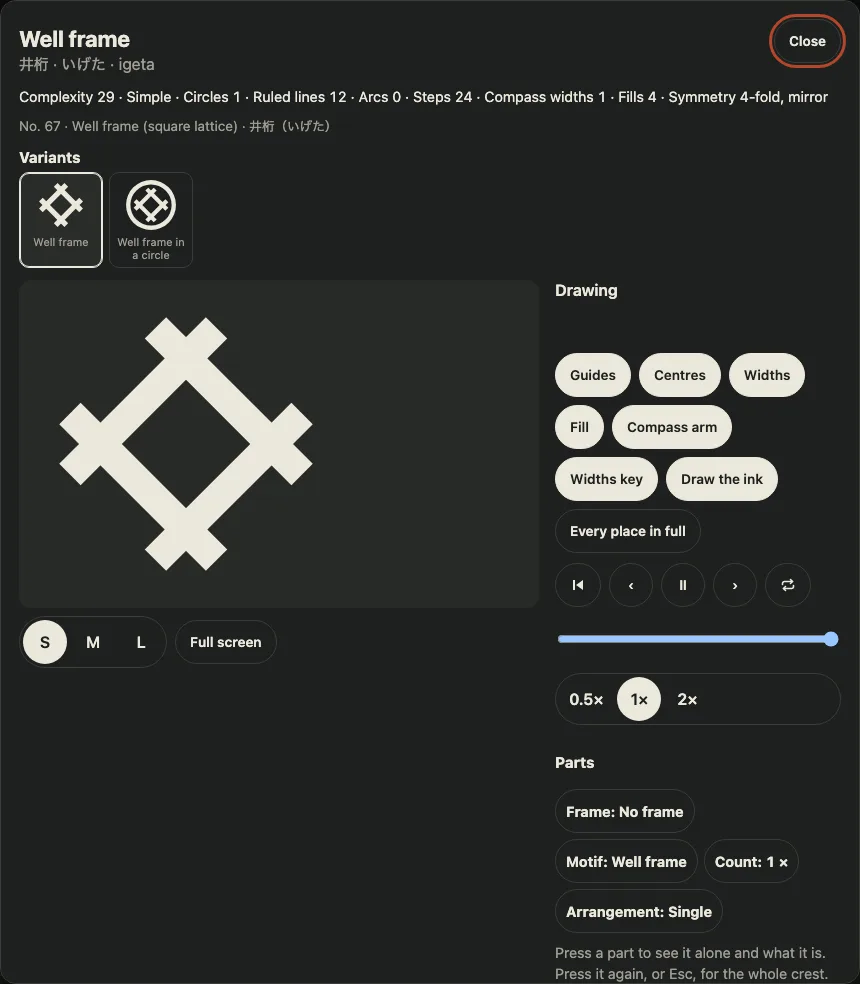 Well frame
Close
井桁 · いげた · igeta
Complexity 29 · Simple · Circles 1 · Ruled lines 12 · Arcs 0 · Steps 24 · Compass widths 1 · Fills 4 · Symmetry 4-fold, mirror
No. 67 · Well frame (square lattice) · 井桁（いげた）
Variants
Well frame
Well frame in
a circle
Drawing
Guides
Centres
Widths
Fill
Compass arm
Widths key
Draw the ink
Every place in full
S
M
L
Full screen
0.5×
1×
2×
Parts
Frame: No frame
Motif: Well frame
Count: 1 ×
Arrangement: Single
Press a part to see it alone and what it is.
Press it again, or Esc, for the whole crest.